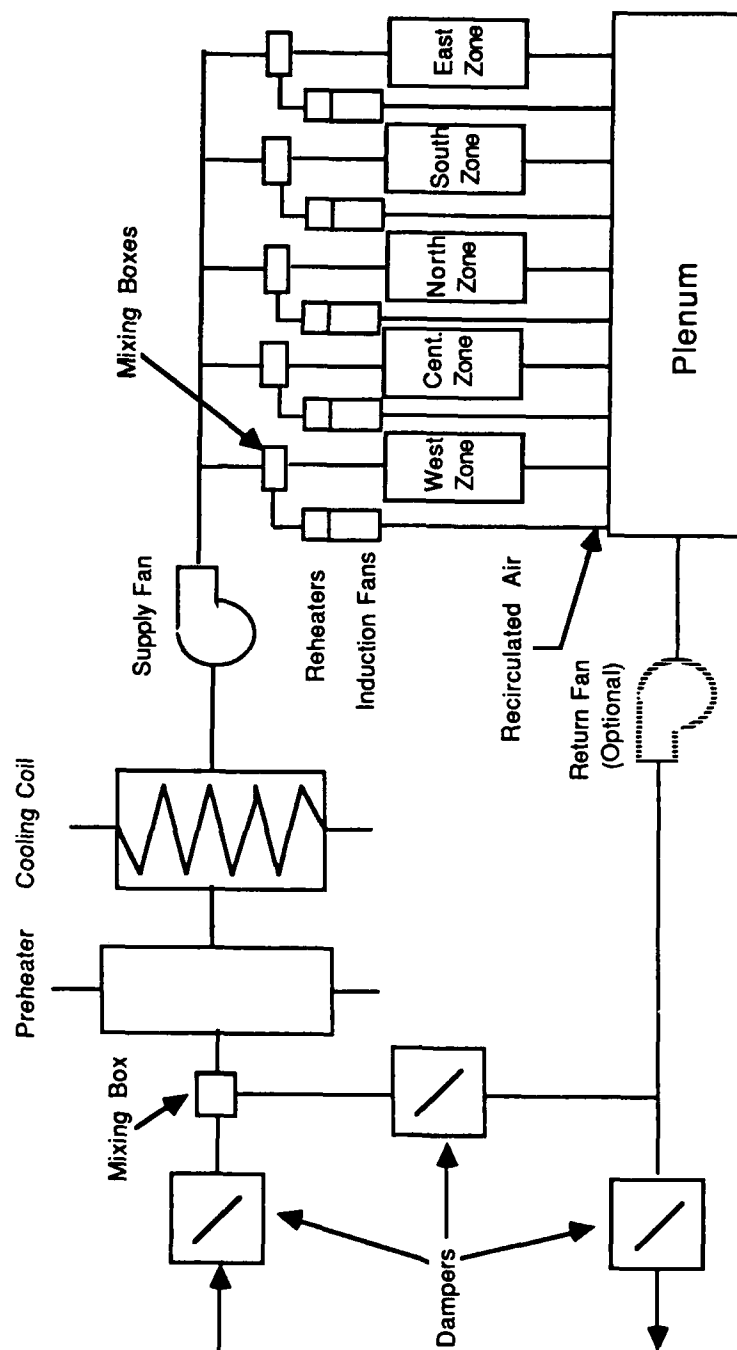 Mixing Boxes
Supply Fan
Preheater
Cooling Coil
Mixing Box
Reheaters
Induction Fans
West
Zone
Cent.
Zone
North
Zone
South
Zone
East
Zone
Recirculated Air
Return Fan
(Optional)
Plenum
Dampers